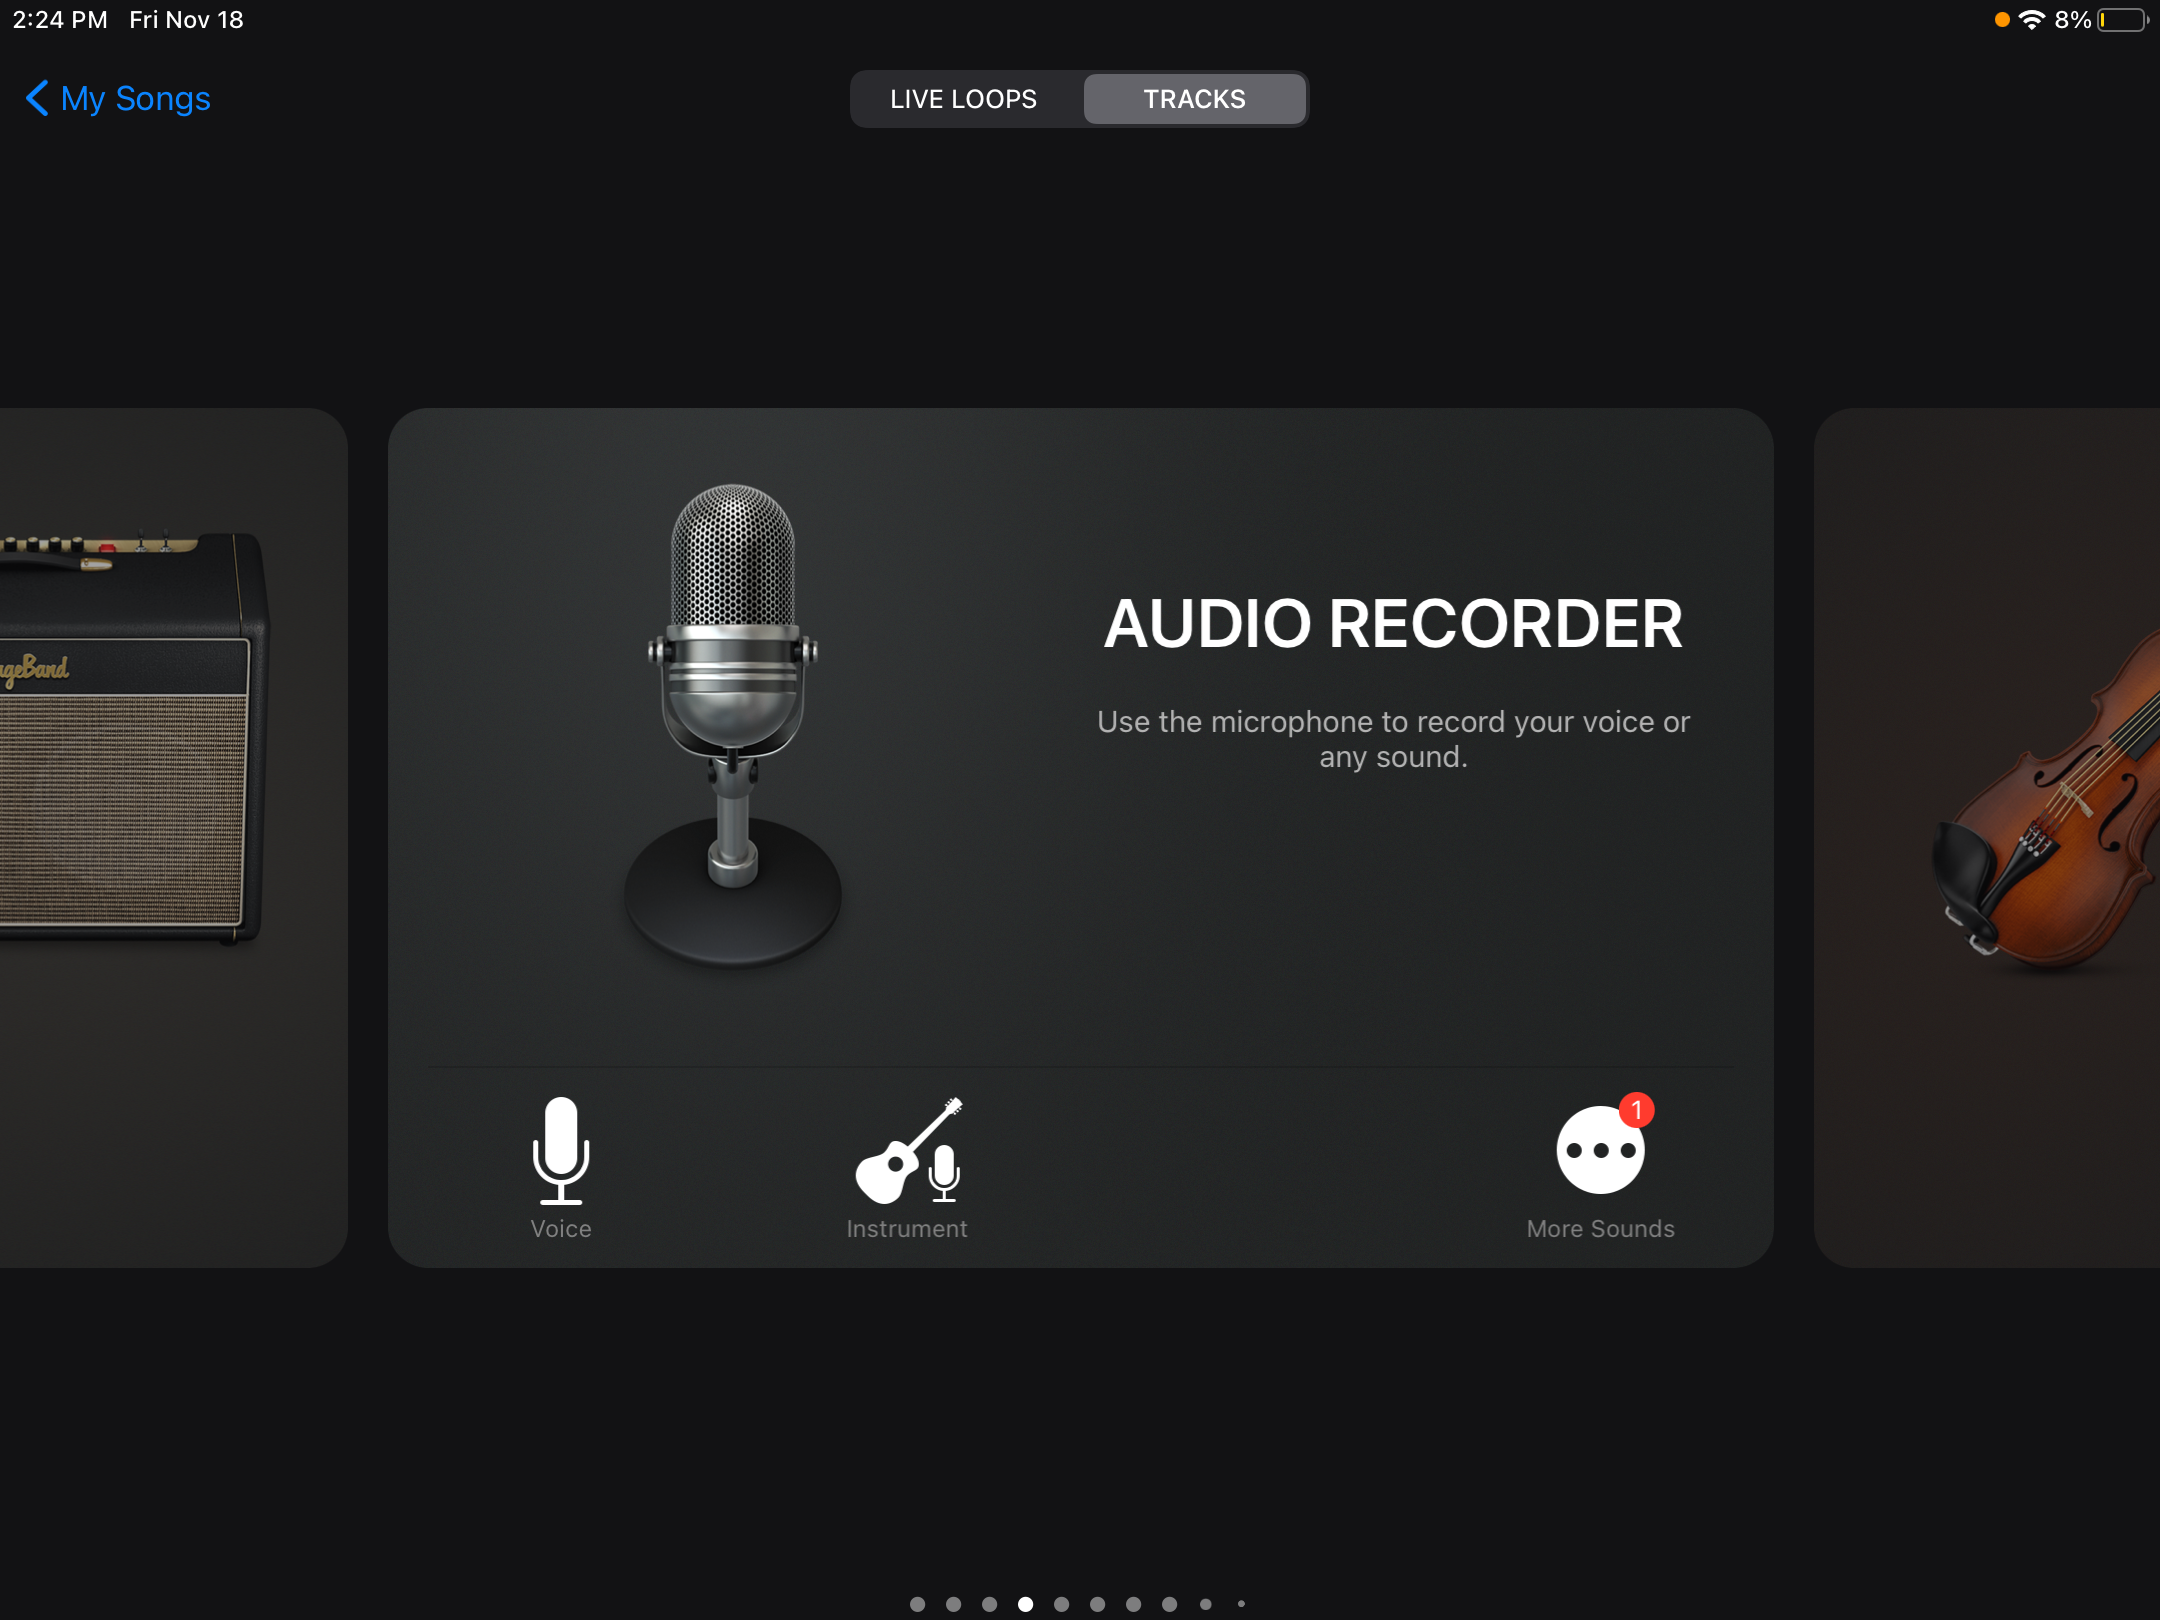 2:24 PM Fri Nov 18
8%
My Songs
LIVE LOOPS
TRACKS
AUDIO RECORDER
Use the microphone to record your voice or
any sound.
1
Voice
Instrument
More Sounds